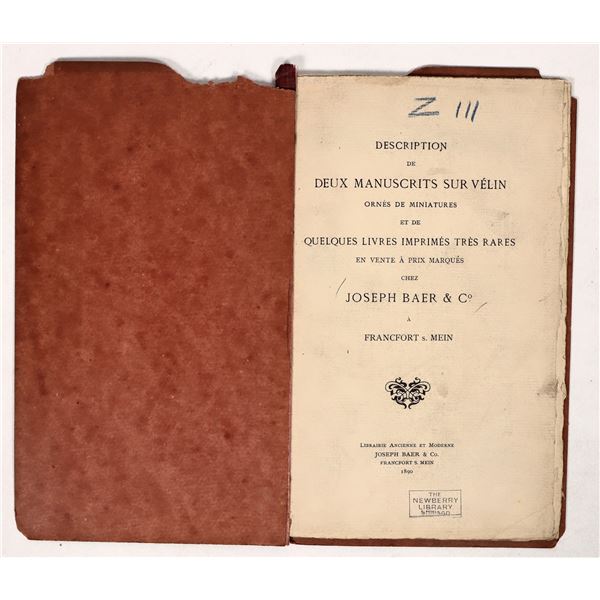 Z 111
DESCRIPTION
DE
DEUX MANUSCRITS SUR VÉLIN
ORNÉS DE MINIATURES
ET DE
QUELQUES LIVRES IMPRIMÉS TRÈS RARES
EN VENTE À PRIX MARQUÉS
CHEZ
JOSEPH BAER & Cº
À
FRANCFORT s. MEIN
LIBRAIRIE ANCIENNE ET MODERNE
JOSEPH BAER & Co.
FRANCFORT S. MEIN
1890
THE
NEWBERRY
LIBRARY